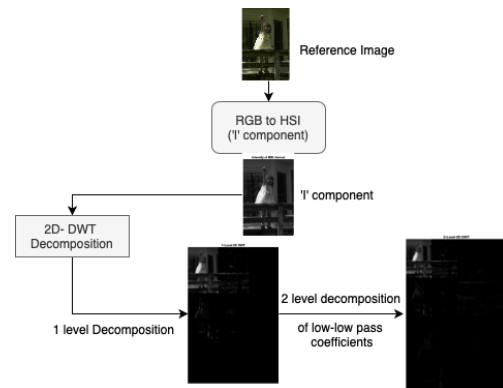 Reference Image
RGB to HSI
('I' component)
'I' component
2D- DWT
Decomposition
1 level Decomposition
2 level decomposition
of low-low pass
coefficients